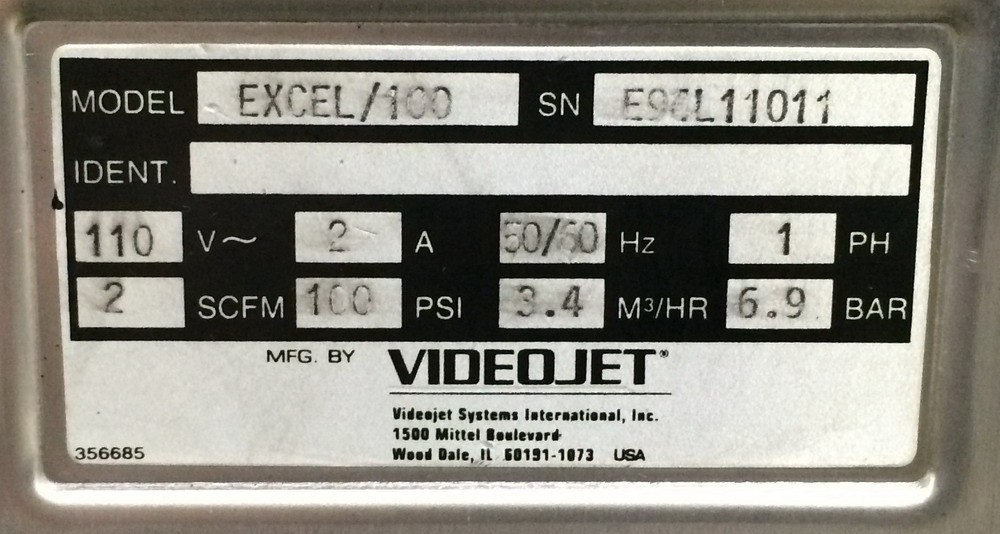 MODEL EXCEL/100 SN E96L11011
IDENT.
110 V~ 2 A 50/60 Hz 1 PH
2 SCFM 100 PSI 3.4 M³/HR 6.9 BAR
MFG. BY VIDEOJET®
Videojet Systems International, Inc.
1500 Mittel Boulevard
356685 Wood Dale, IL 60191-1073 USA